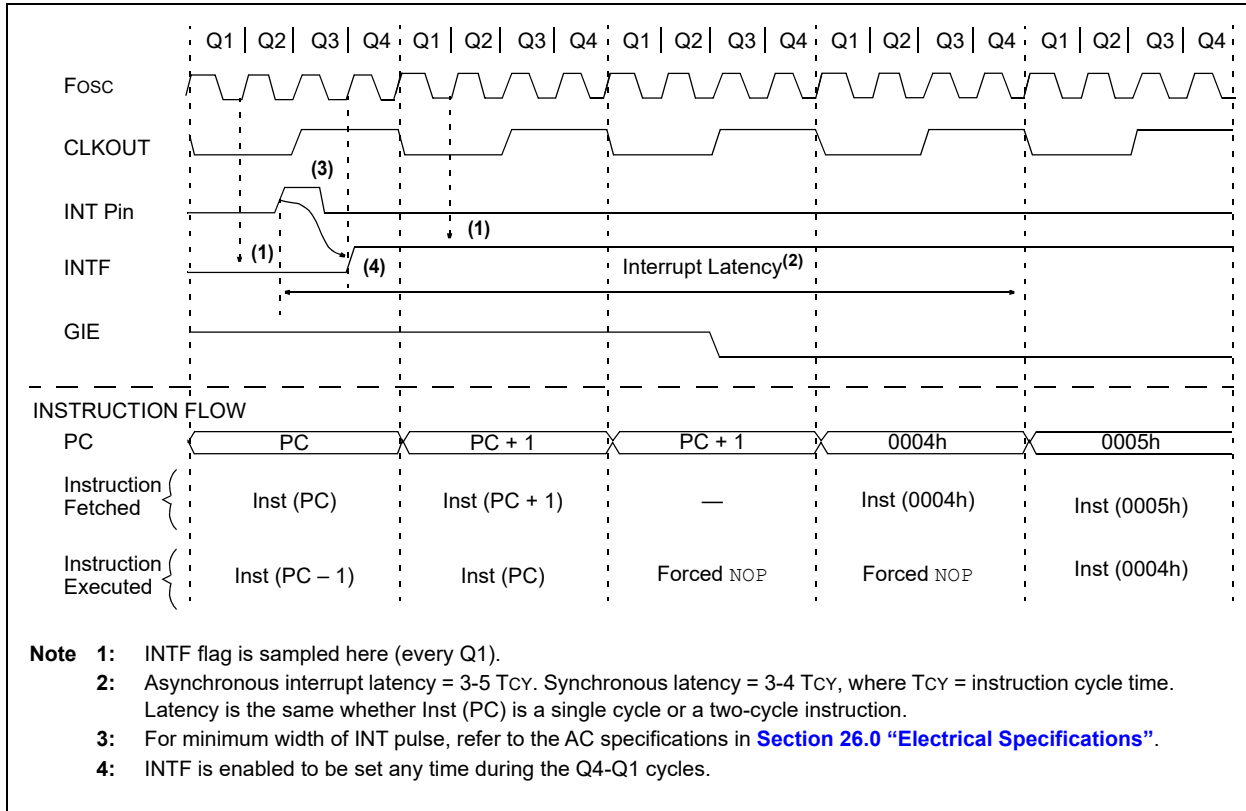 Q1 Q2 Q3 Q4 Q1 Q2 Q3 Q4 Q1 Q2 Q3 Q4 Q1 Q2 Q3 Q4 Q1 Q2 Q3 Q4
FOSC
CLKOUT
(3)
INT Pin
(1) (1)
INTF (4) Interrupt Latency(2)
GIE
INSTRUCTION FLOW
PC PC PC + 1 PC + 1 0004h 0005h
Instruction Fetched Inst (PC) Inst (PC + 1) — Inst (0004h) Inst (0005h)
Instruction Executed Inst (PC – 1) Inst (PC) Forced NOP Forced NOP Inst (0004h)
Note 1: INTF flag is sampled here (every Q1).
2: Asynchronous interrupt latency = 3-5 TCY. Synchronous latency = 3-4 TCY, where TCY = instruction cycle time.
Latency is the same whether Inst (PC) is a single cycle or a two-cycle instruction.
3: For minimum width of INT pulse, refer to the AC specifications in Section 26.0 “Electrical Specifications”.
4: INTF is enabled to be set any time during the Q4-Q1 cycles.